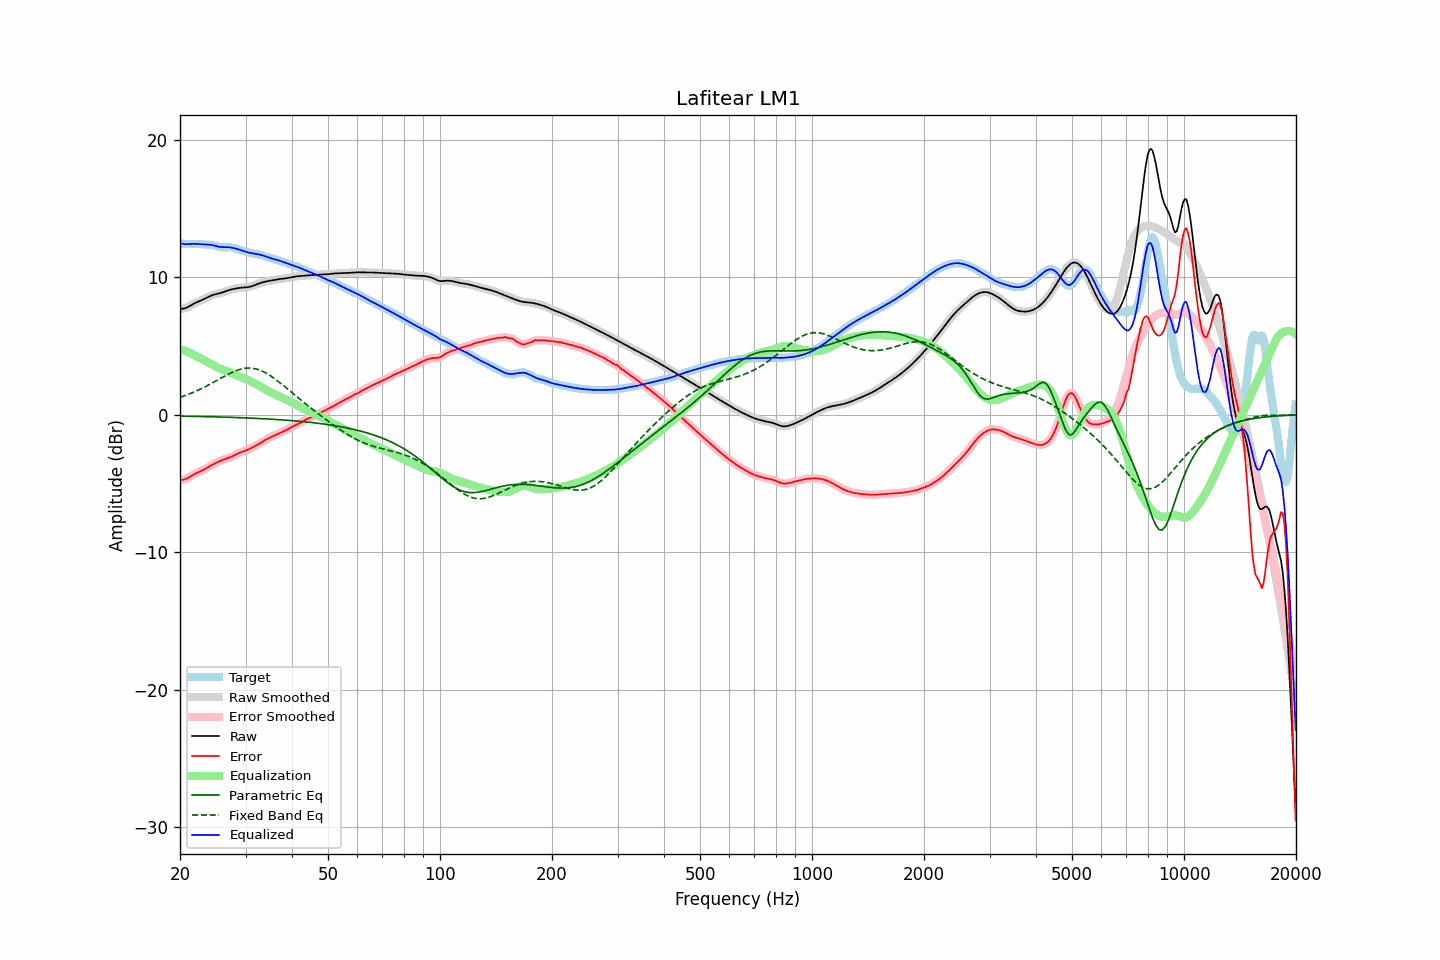 Lafitear LM1
20
10
0
−10
−20
−30
Amplitude (dBr)
Target
Raw Smoothed
Error Smoothed
Raw
Error
Equalization
Parametric Eq
Fixed Band Eq
Equalized
20 50 100 200 500 1000 2000 5000 10000 20000
Frequency (Hz)